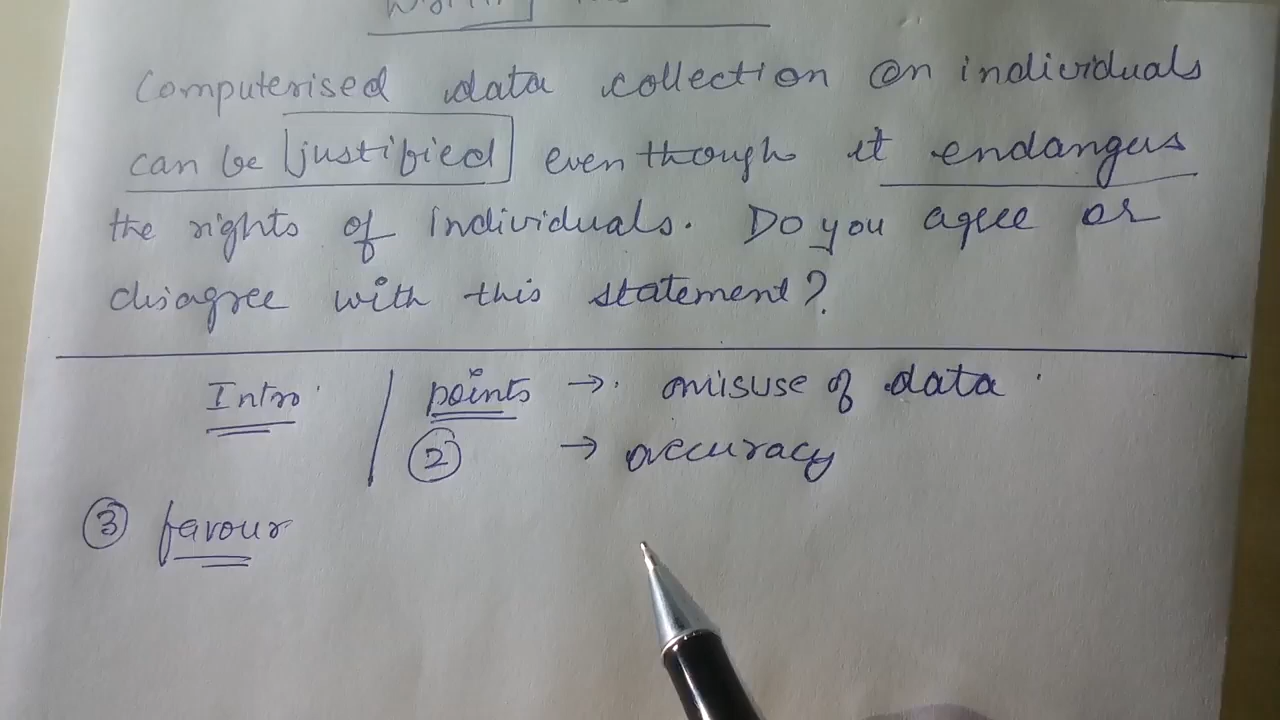 Computerised data collection on individuals
can be justified even though it endangers
the rights of individuals. Do you agree or
disagree with this statement?
Intro / points → misuse of data
② → accuracy
③ favour